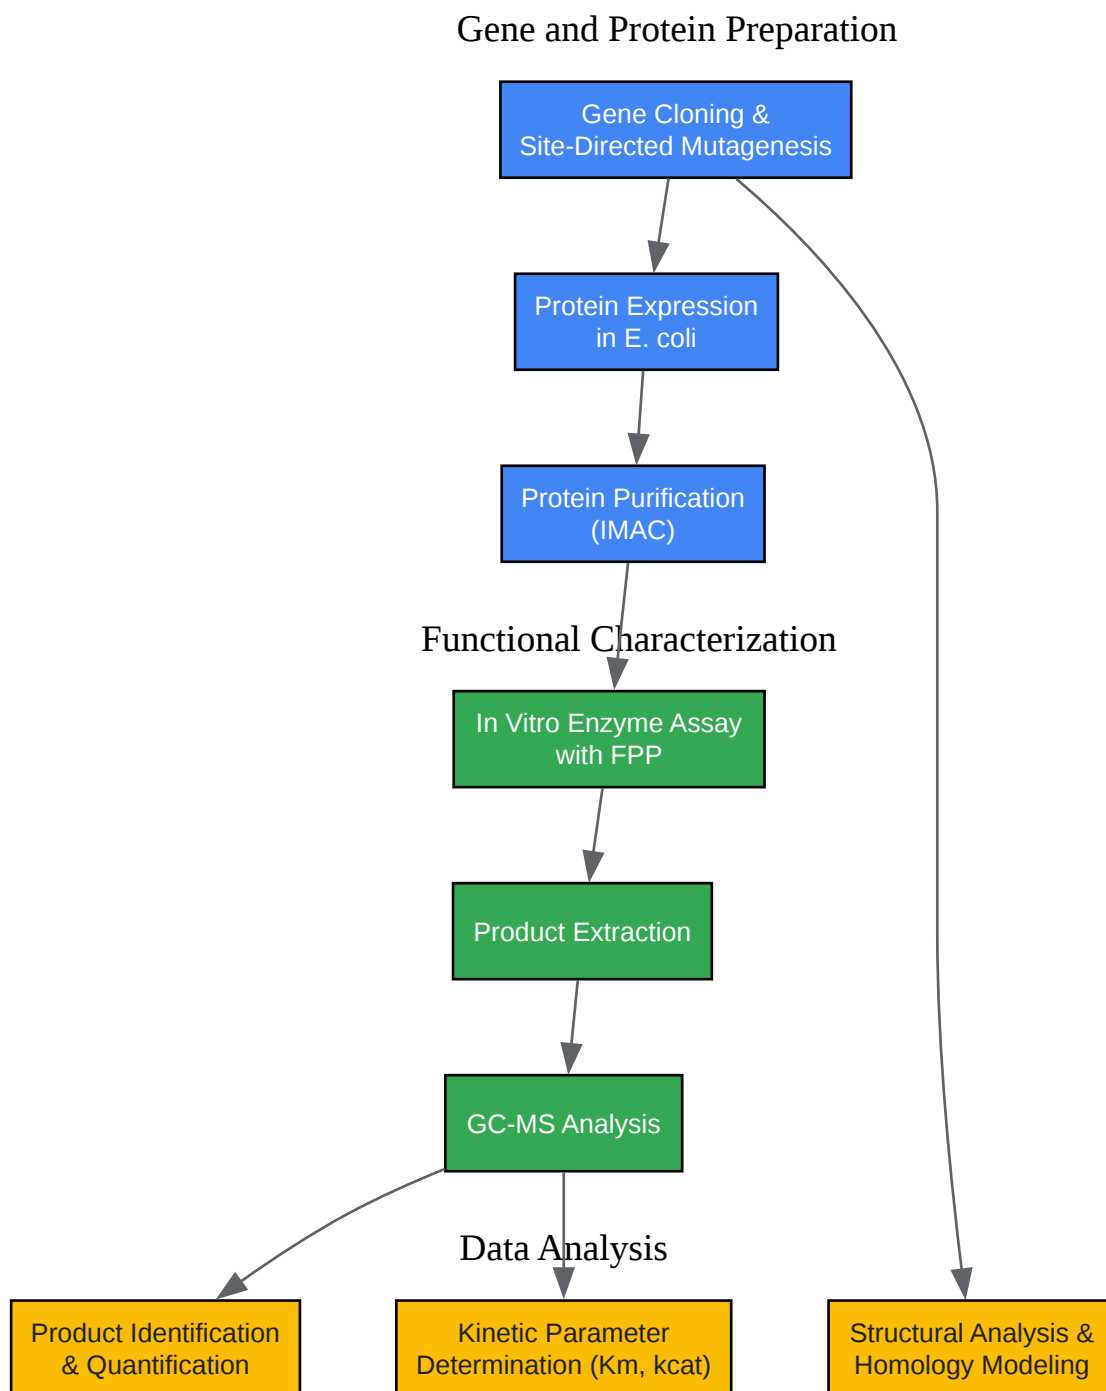 Gene and Protein Preparation
Gene Cloning &
Site-Directed Mutagenesis
Protein Expression
in E. coli
Protein Purification
(IMAC)
Functional Characterization
In Vitro Enzyme Assay
with FPP
Product Extraction
GC-MS Analysis
Data Analysis
Product Identification
& Quantification
Kinetic Parameter
Determination (Km, kcat)
Structural Analysis &
Homology Modeling